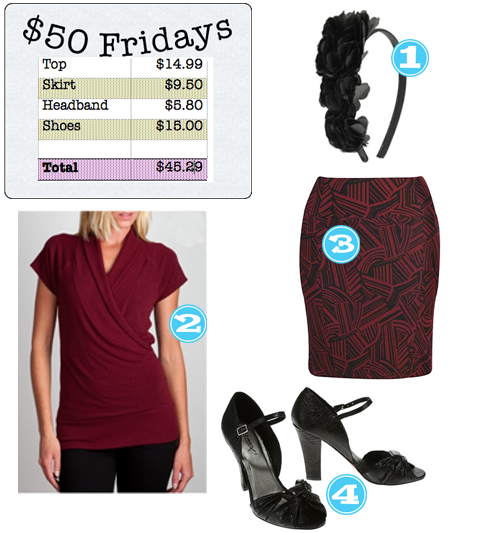 $50 Fridays
Top $14.99
Skirt $9.50
Headband $5.80
Shoes $15.00
Total $45.29
1
3
2
4